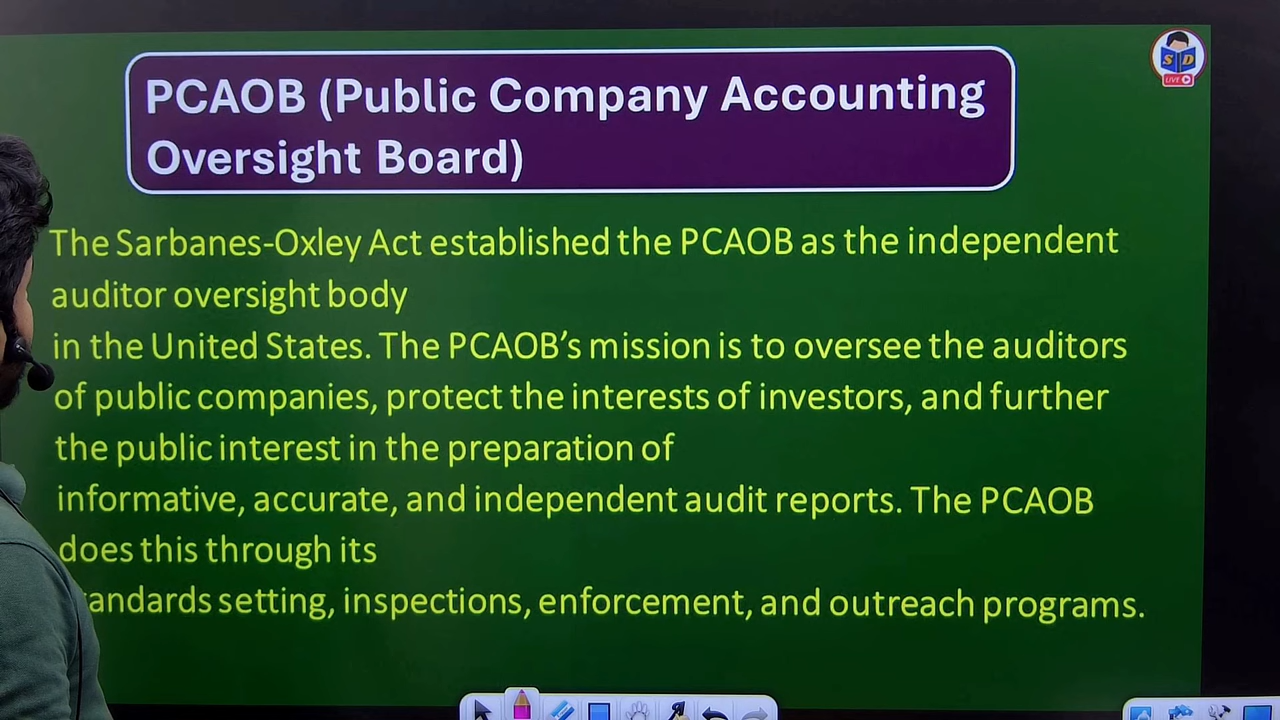 PCAOB (Public Company Accounting
Oversight Board)
S D
LIVE
The Sarbanes-Oxley Act established the PCAOB as the independent
auditor oversight body
in the United States. The PCAOB’s mission is to oversee the auditors
of public companies, protect the interests of investors, and further
the public interest in the preparation of
informative, accurate, and independent audit reports. The PCAOB
does this through its
tandards setting, inspections, enforcement, and outreach programs.